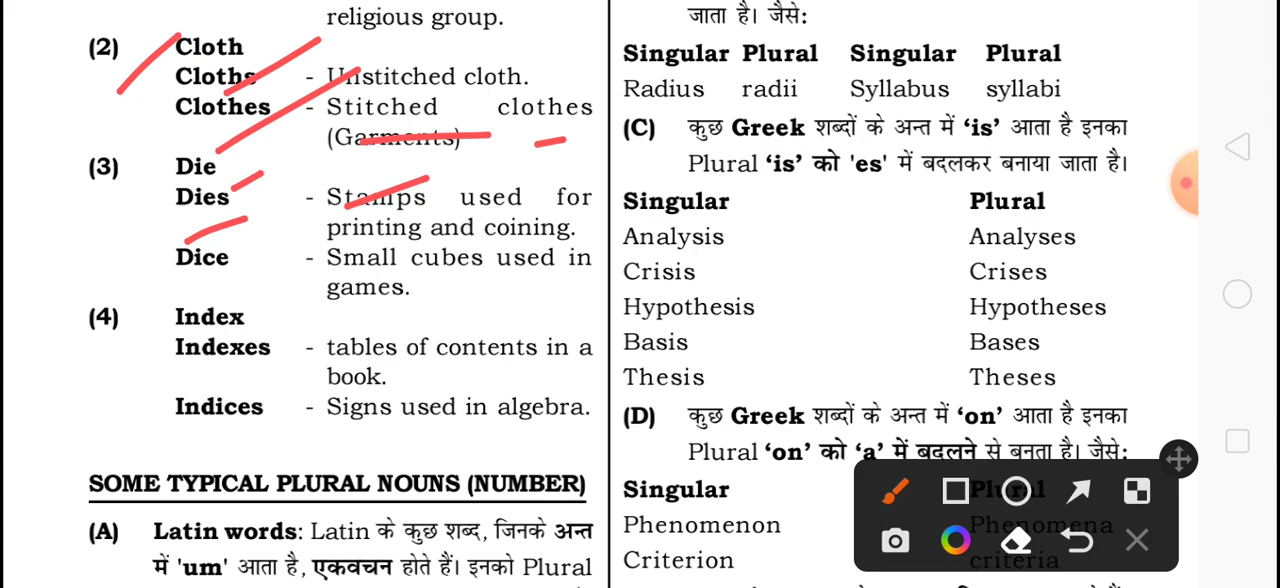 religious group.
(2) Cloth
Cloths - Unstitched cloth.
Clothes - Stitched clothes
(Garments)
(3) Die
Dies - Stamps used for
printing and coining.
Dice - Small cubes used in
games.
(4) Index
Indexes - tables of contents in a
book.
Indices - Signs used in algebra.
SOME TYPICAL PLURAL NOUNS (NUMBER)
(A) Latin words: Latin के कुछ शब्द, जिनके अन्त
में 'um' आता है, एकवचन होते हैं। इनको Plural
जाता है। जैसे:
Singular Plural Singular Plural
Radius radii Syllabus syllabi
(C) कुछ Greek शब्दों के अन्त में ‘is’ आता है इनका
Plural ‘is’ को 'es' में बदलकर बनाया जाता है।
Singular Plural
Analysis Analyses
Crisis Crises
Hypothesis Hypotheses
Basis Bases
Thesis Theses
(D) कुछ Greek शब्दों के अन्त में ‘on’ आता है इनका
Plural ‘on’ को ‘a’ में बदलने से बनता है। जैसे:
Singular Plural
Phenomenon Phenomena
Criterion criteria